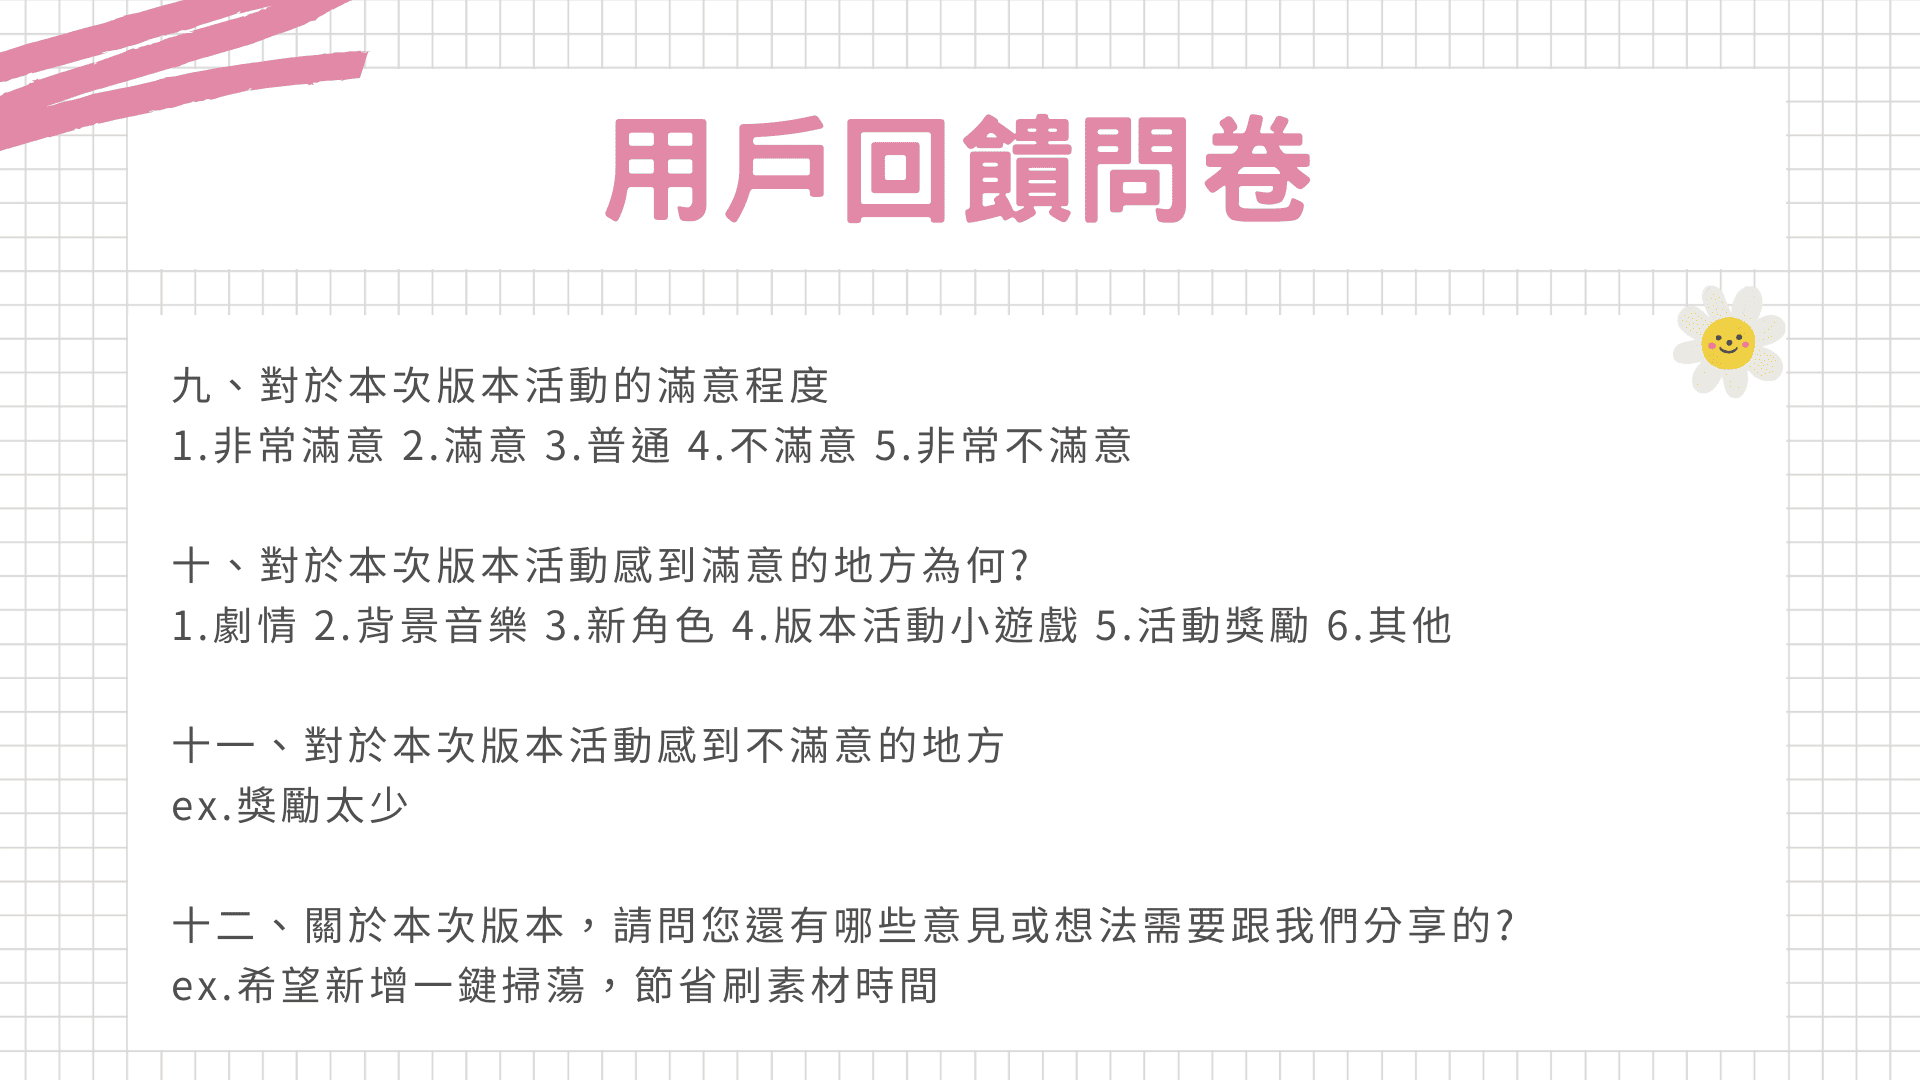 用戶回饋問卷
九、對於本次版本活動的滿意程度
1.非常滿意 2.滿意 3.普通 4.不滿意 5.非常不滿意
十、對於本次版本活動感到滿意的地方為何?
1.劇情 2.背景音樂 3.新角色 4.版本活動小遊戲 5.活動獎勵 6.其他
十一、對於本次版本活動感到不滿意的地方
ex.獎勵太少
十二、關於本次版本，請問您還有哪些意見或想法需要跟我們分享的?
ex.希望新增一鍵掃蕩，節省刷素材時間